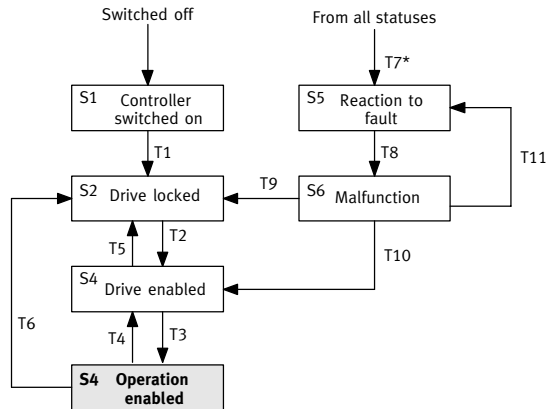 Switched off
From all statuses
T7*
S1 Controller
switched on
S5 Reaction to
fault
T1
T8
T11
S2 Drive locked
T9
S6 Malfunction
T5
T2
T10
S4
Drive enabled
T6
T4
T3
S4 Operation
enabled